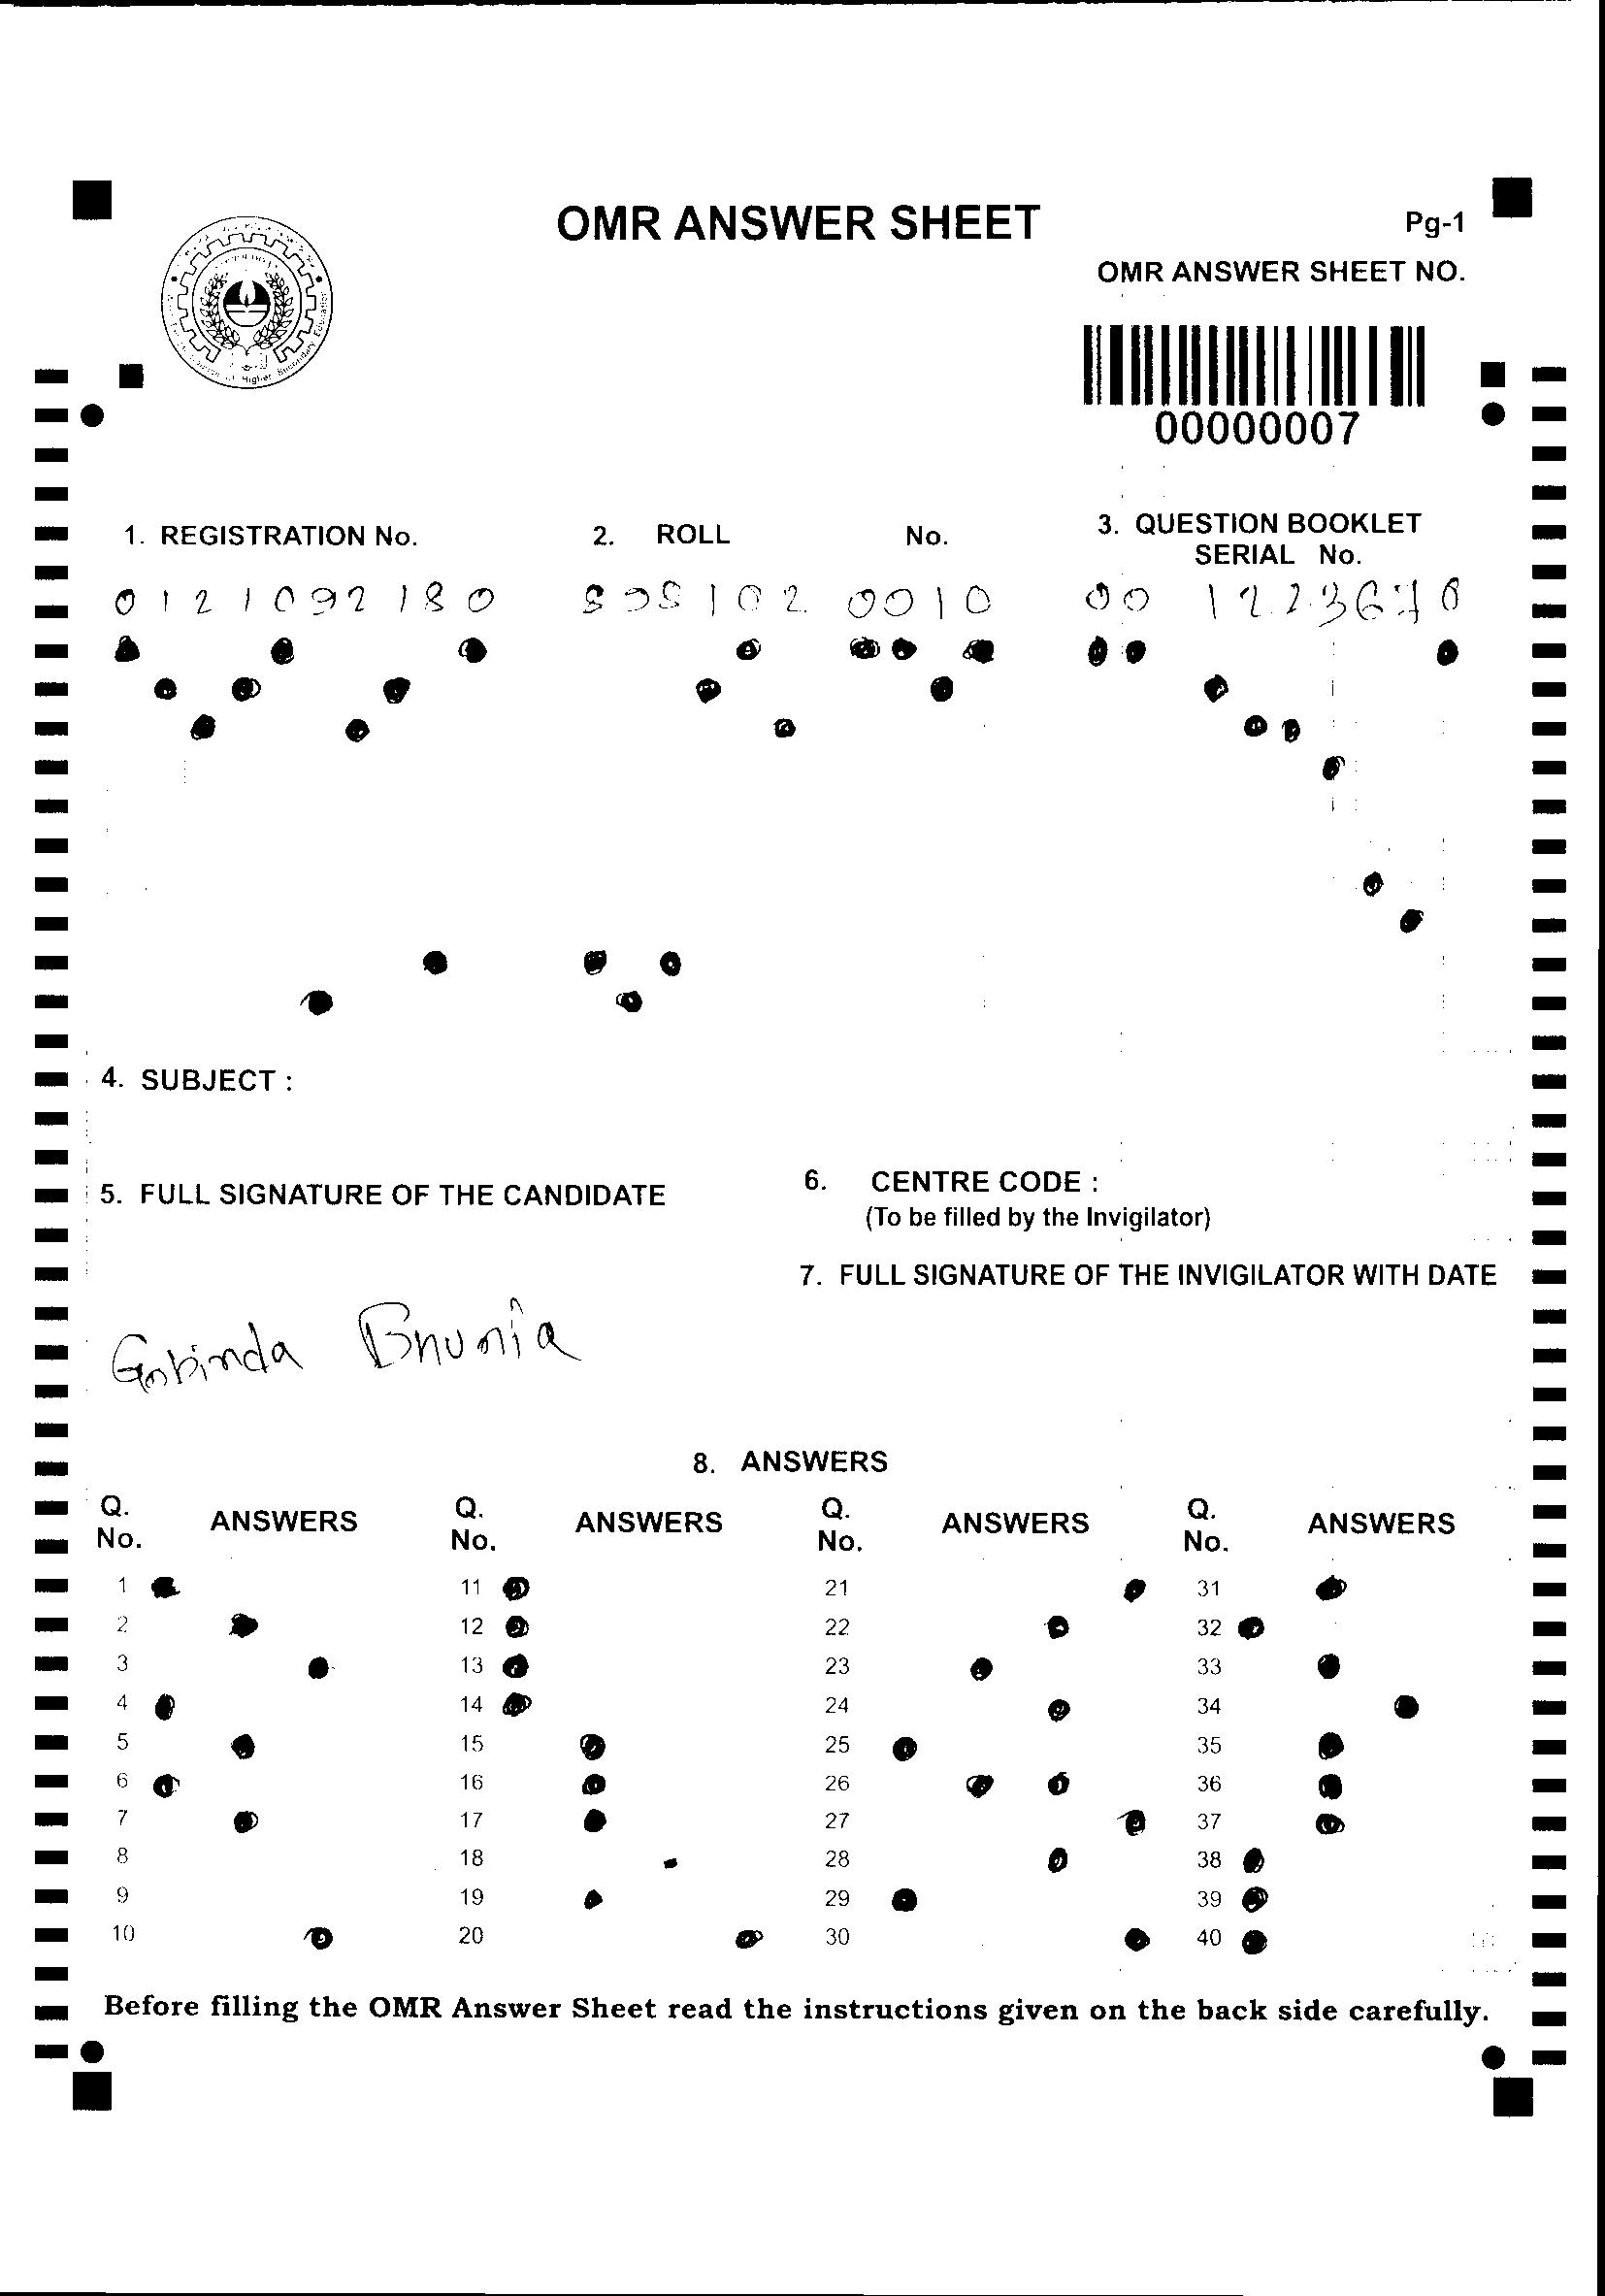 OMR ANSWER SHEET
Pg-1
OMR ANSWER SHEET NO.
00000007
1. REGISTRATION No.
2. ROLL No.
3. QUESTION BOOKLET
SERIAL No.
0121092180
898102 0010
00 1223670
4. SUBJECT :
5. FULL SIGNATURE OF THE CANDIDATE
6. CENTRE CODE :
(To be filled by the Invigilator)
7. FULL SIGNATURE OF THE INVIGILATOR WITH DATE
Gobinda Bhunia
8. ANSWERS
Q. No. ANSWERS Q. No. ANSWERS Q. No. ANSWERS Q. No. ANSWERS
1 11 21 31
2 12 22 32
3 13 23 33
4 14 24 34
5 15 25 35
6 16 26 36
7 17 27 37
8 18 28 38
9 19 29 39
10 20 30 40
Before filling the OMR Answer Sheet read the instructions given on the back side carefully.